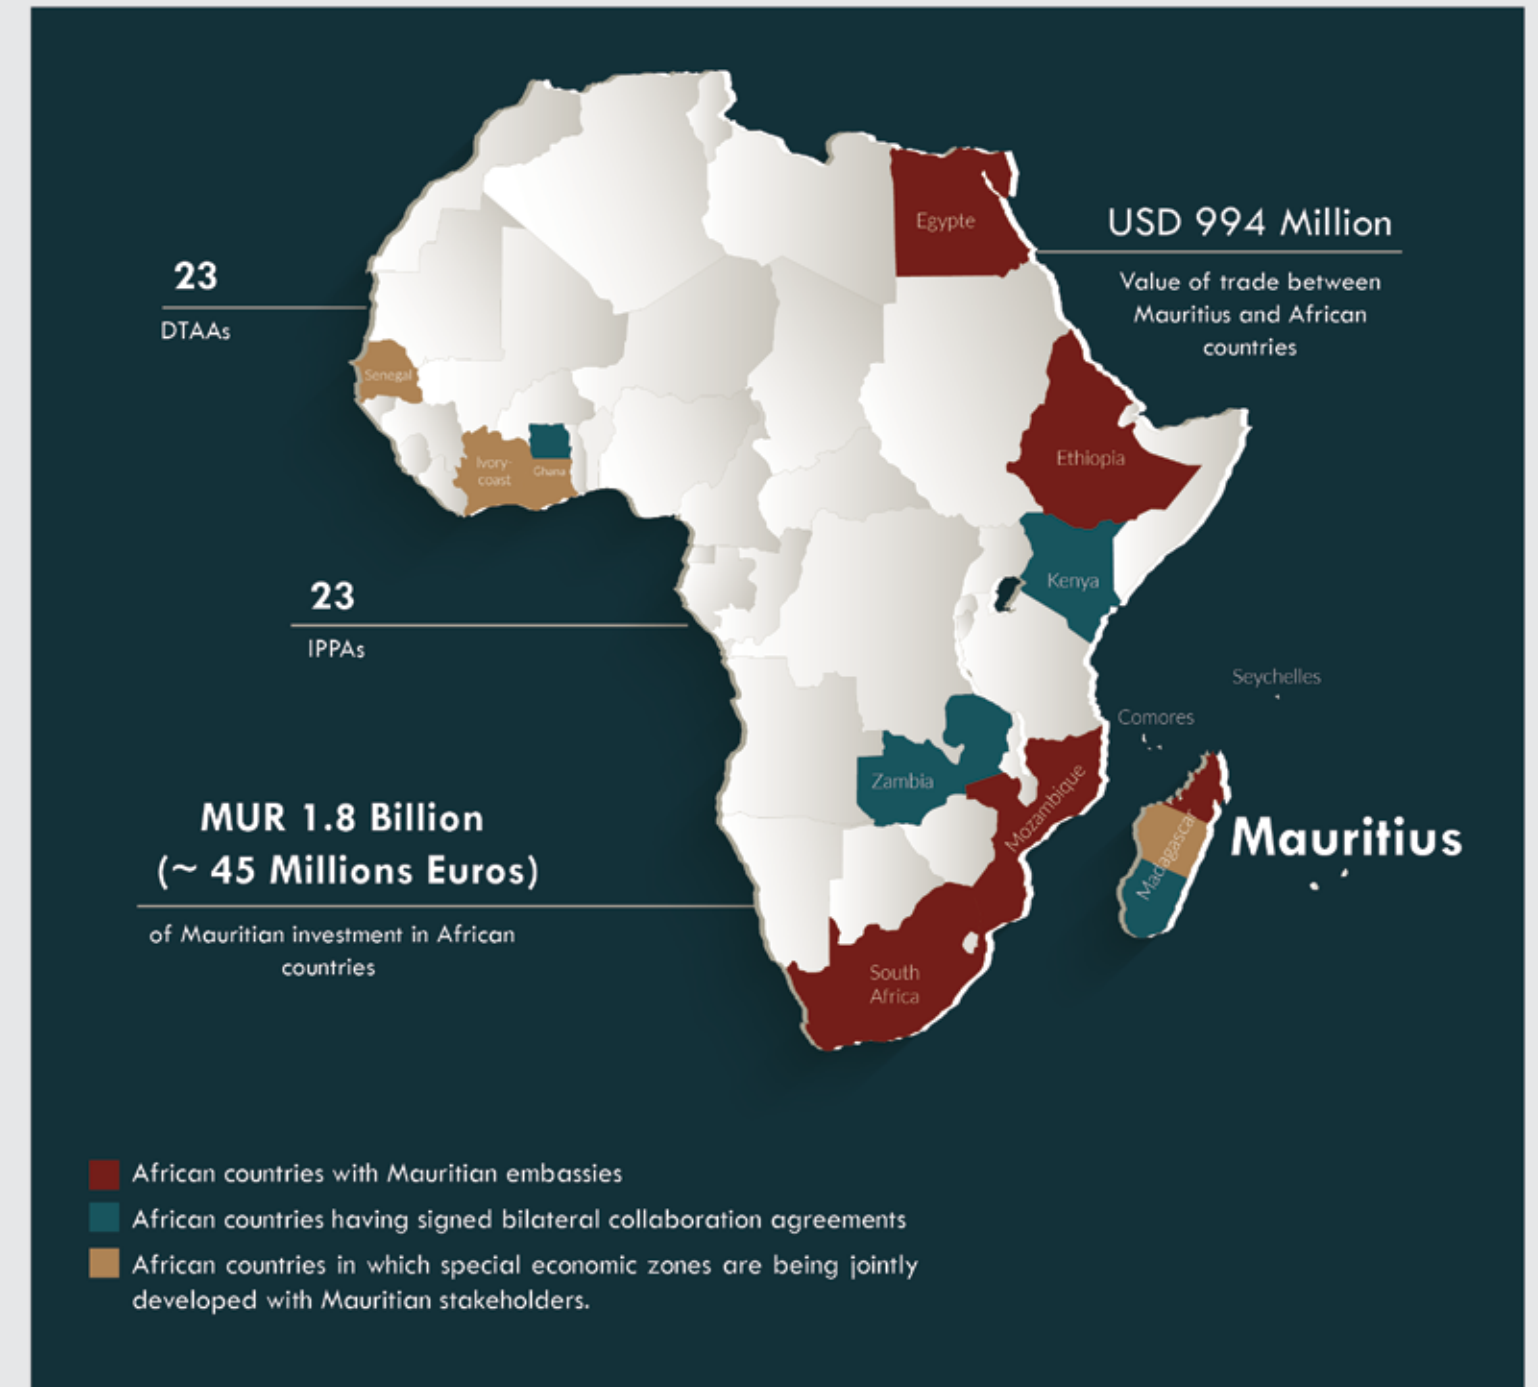 Egypte
USD 994 Million
Value of trade between
Mauritius and African
countries
23
DTAAs
Senegal
Ivory-
coast
Ghana
Ethiopia
Kenya
23
IPPAs
Seychelles
Comores
Zambia
Mozambique
Madagascar
Mauritius
MUR 1.8 Billion
(~ 45 Millions Euros)
of Mauritian investment in African
countries
South
Africa
African countries with Mauritian embassies
African countries having signed bilateral collaboration agreements
African countries in which special economic zones are being jointly
developed with Mauritian stakeholders.